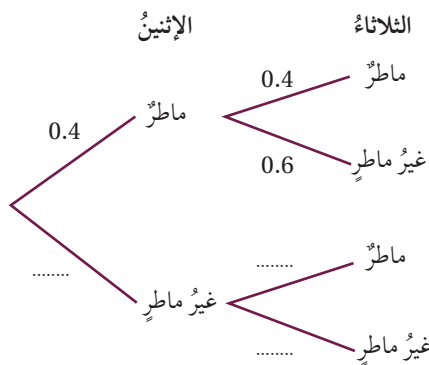 الإثنينُ الثلاثاءُ
ماطرٌ
0.4
ماطرٌ
0.4
0.6
غيرُ ماطرٍ
........
ماطرٌ
........
غيرُ ماطرٍ
........
غيرُ ماطرٍ